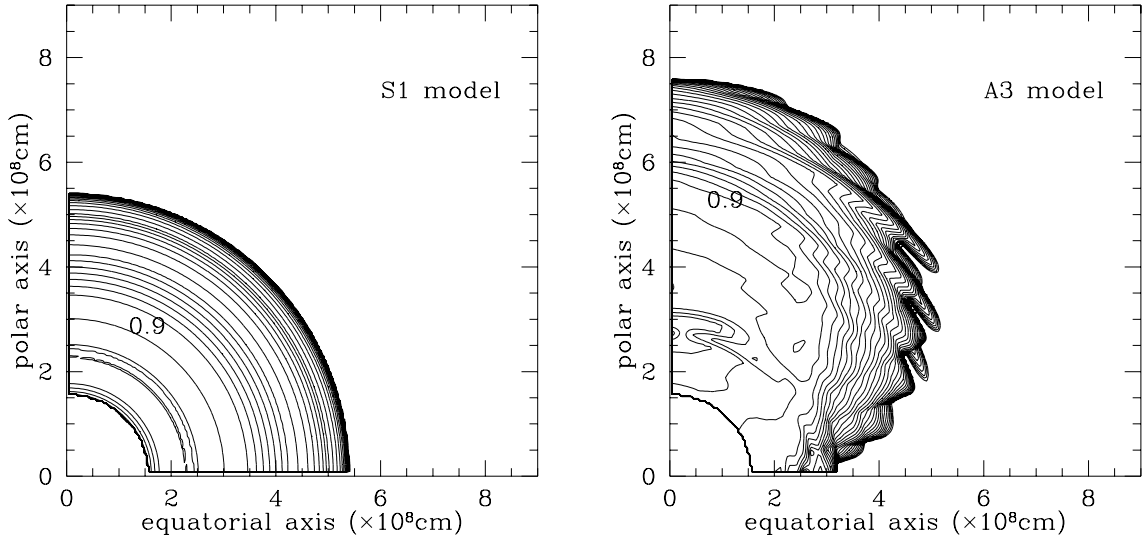 8
6
4
2
0
polar axis (×10⁸cm)
S1 model
0.9
0 2 4 6 8
equatorial axis (×10⁸cm)
8
6
4
2
0
polar axis (×10⁸cm)
A3 model
0.9
0 2 4 6 8
equatorial axis (×10⁸cm)